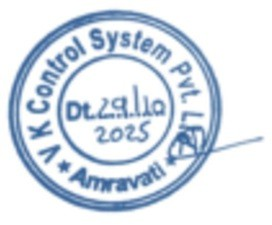 V K Control System Pvt. L
Dt. 29/10
2025
★ Amravati ★